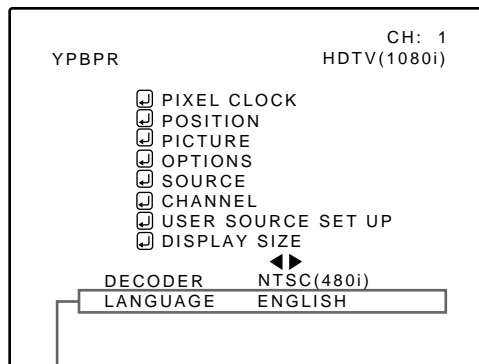 CH: 1
YPBPR HDTV(1080i)
PIXEL CLOCK
POSITION
PICTURE
OPTIONS
SOURCE
CHANNEL
USER SOURCE SET UP
DISPLAY SIZE
DECODER NTSC(480i)
LANGUAGE ENGLISH